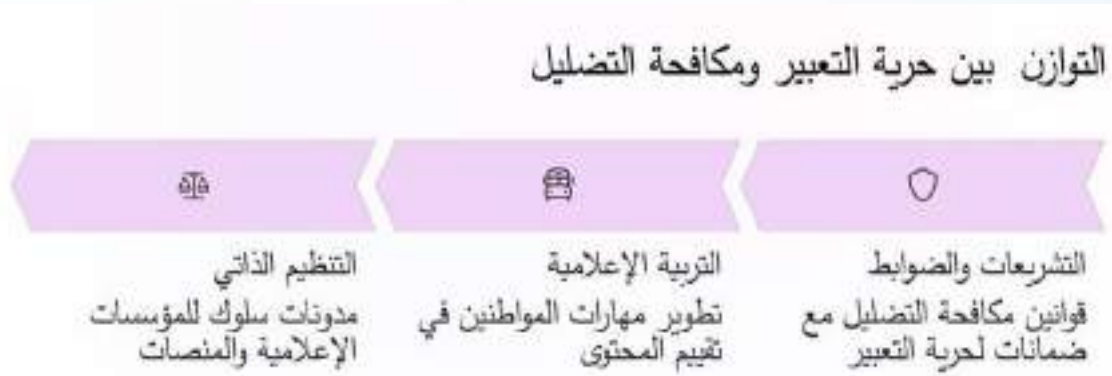 التوازن بين حرية التعبير ومكافحة التضليل
التشريعات والضوابط
قوانين مكافحة التضليل مع
ضمانات لحرية التعبير
التربية الإعلامية
تطوير مهارات المواطنين في
تقييم المحتوى
التنظيم الذاتي
مدونات سلوك للمؤسسات
الإعلامية والمنصات